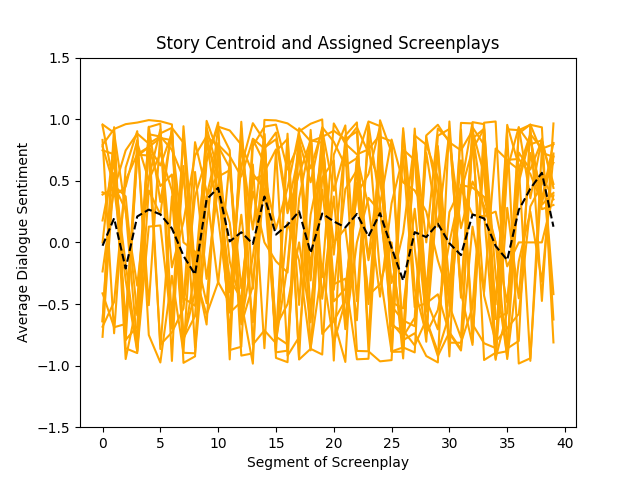 Story Centroid and Assigned Screenplays
1.5
1.0
0.5
0.0
−0.5
−1.0
−1.5
Average Dialogue Sentiment
0 5 10 15 20 25 30 35 40
Segment of Screenplay